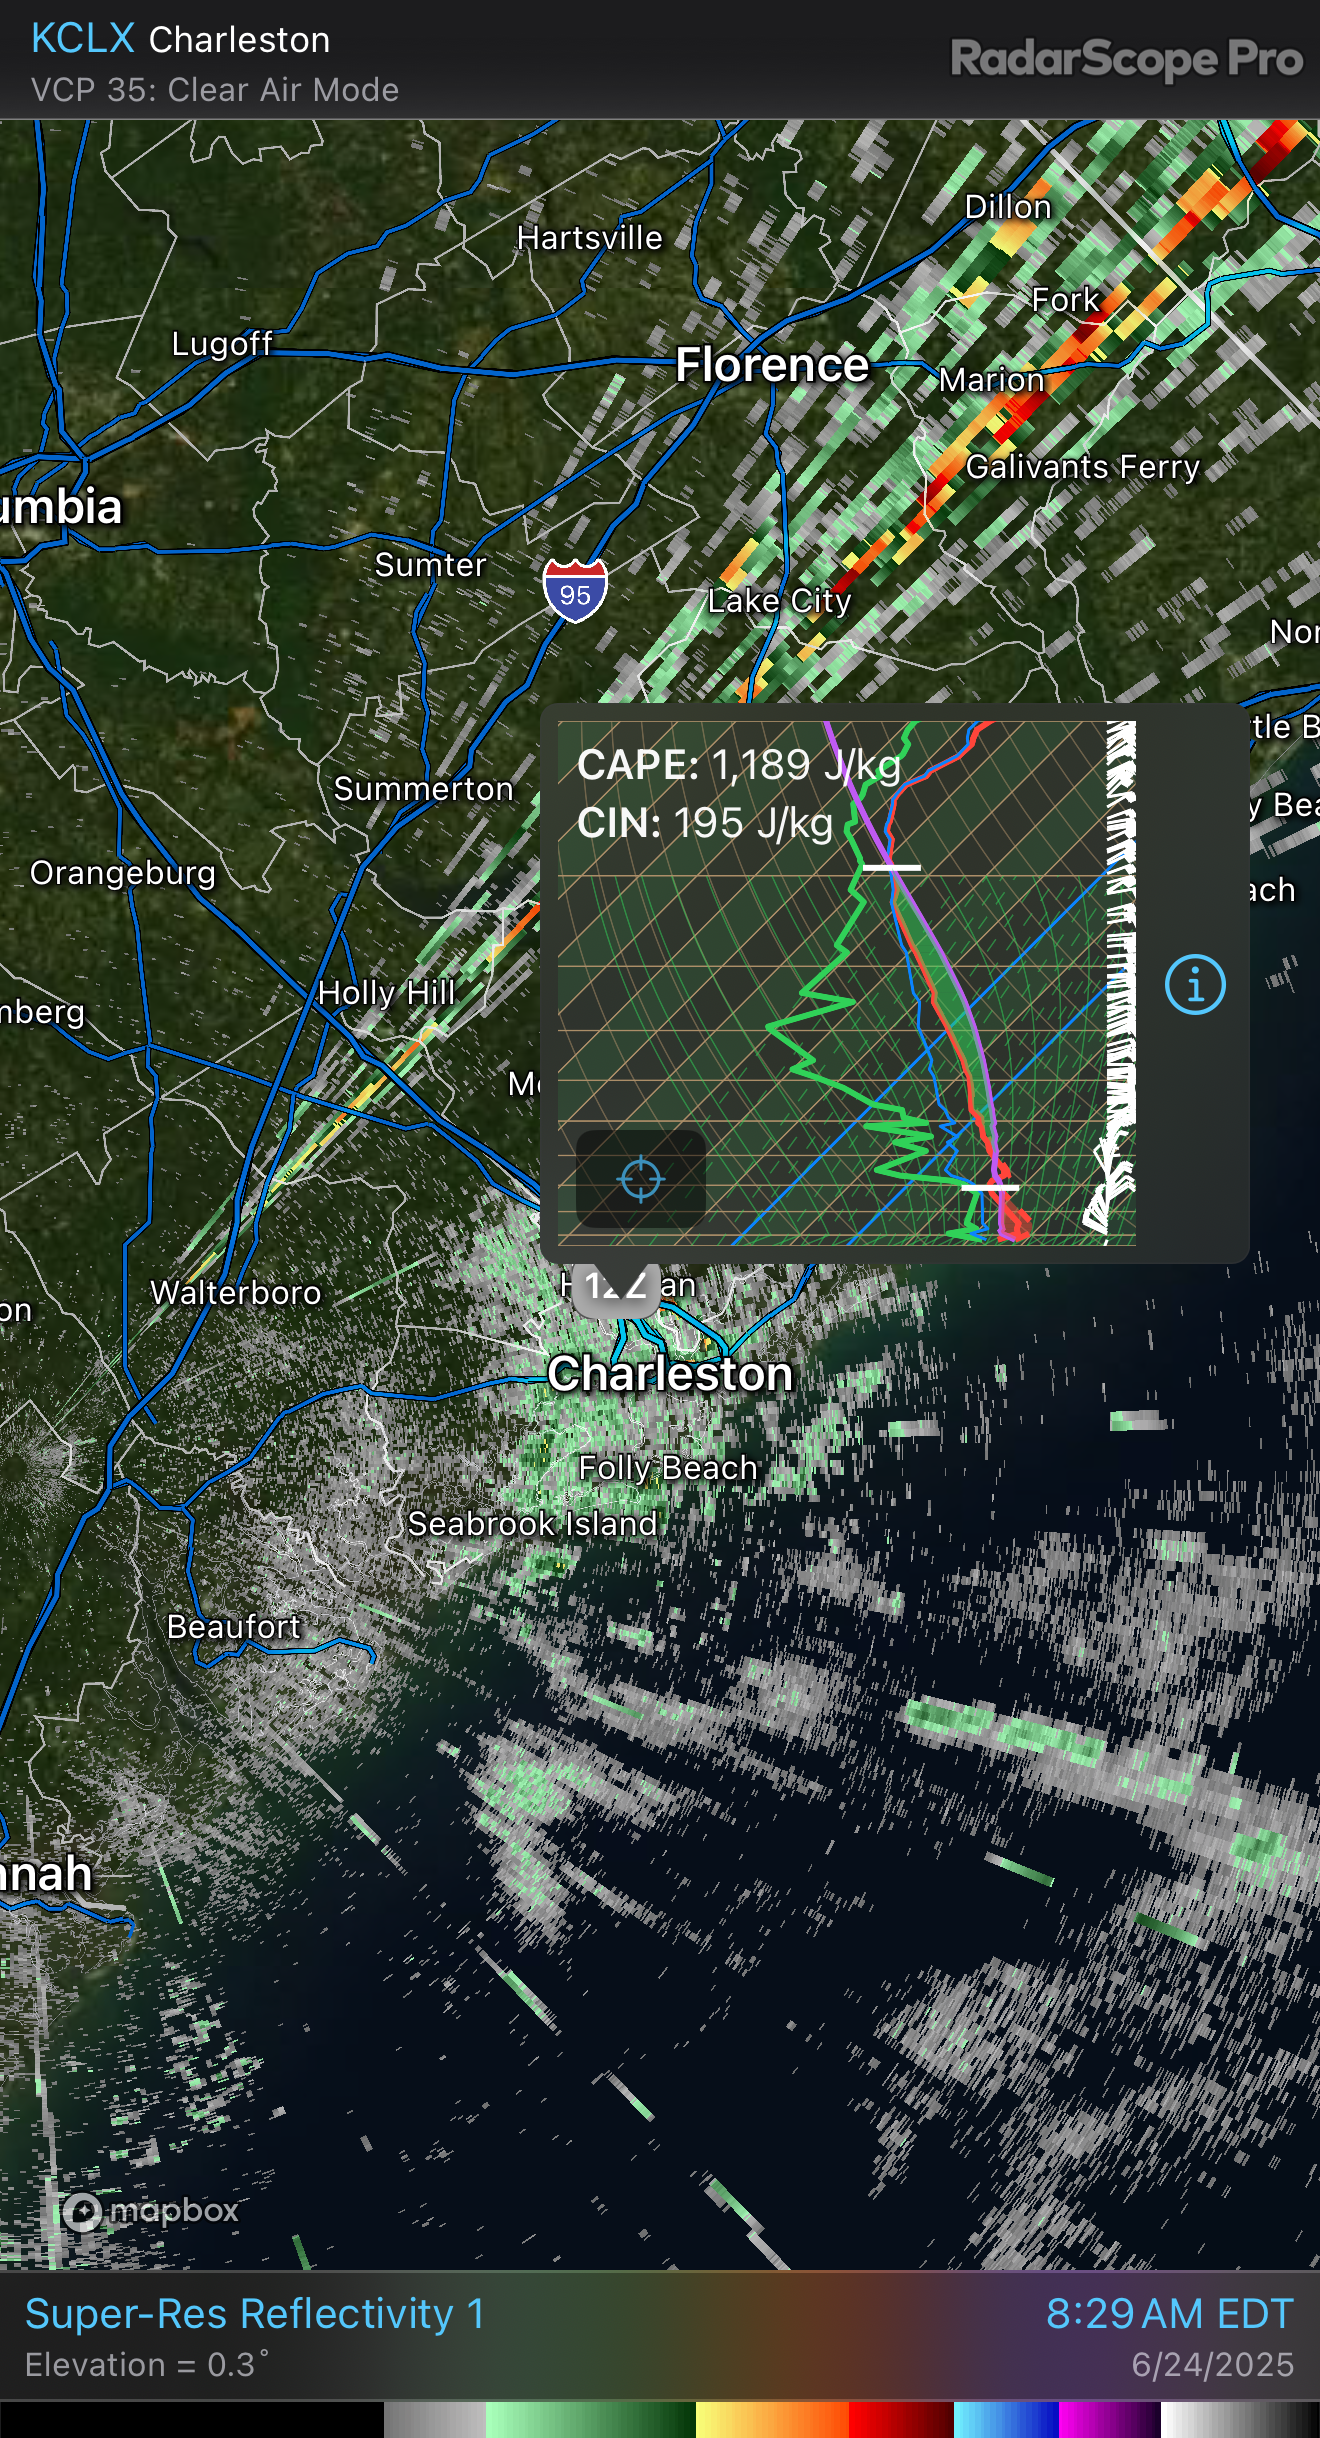 KCLX Charleston
RadarScope Pro
VCP 35: Clear Air Mode
Dillon
Hartsville
Fork
Lugoff
Florence
Marion
Galivants Ferry
umbia
Sumter
95
Lake City
Nor
tle B
CAPE: 1,189 J/kg
CIN: 195 J/kg
Summerton
y Bea
Orangeburg
ach
Holly Hill
mberg
i
Mo
Walterboro
H
an
on
12Z
Charleston
Folly Beach
Seabrook Island
Beaufort
nnah
mapbox
Super-Res Reflectivity 1
8:29 AM EDT
Elevation = 0.3°
6/24/2025